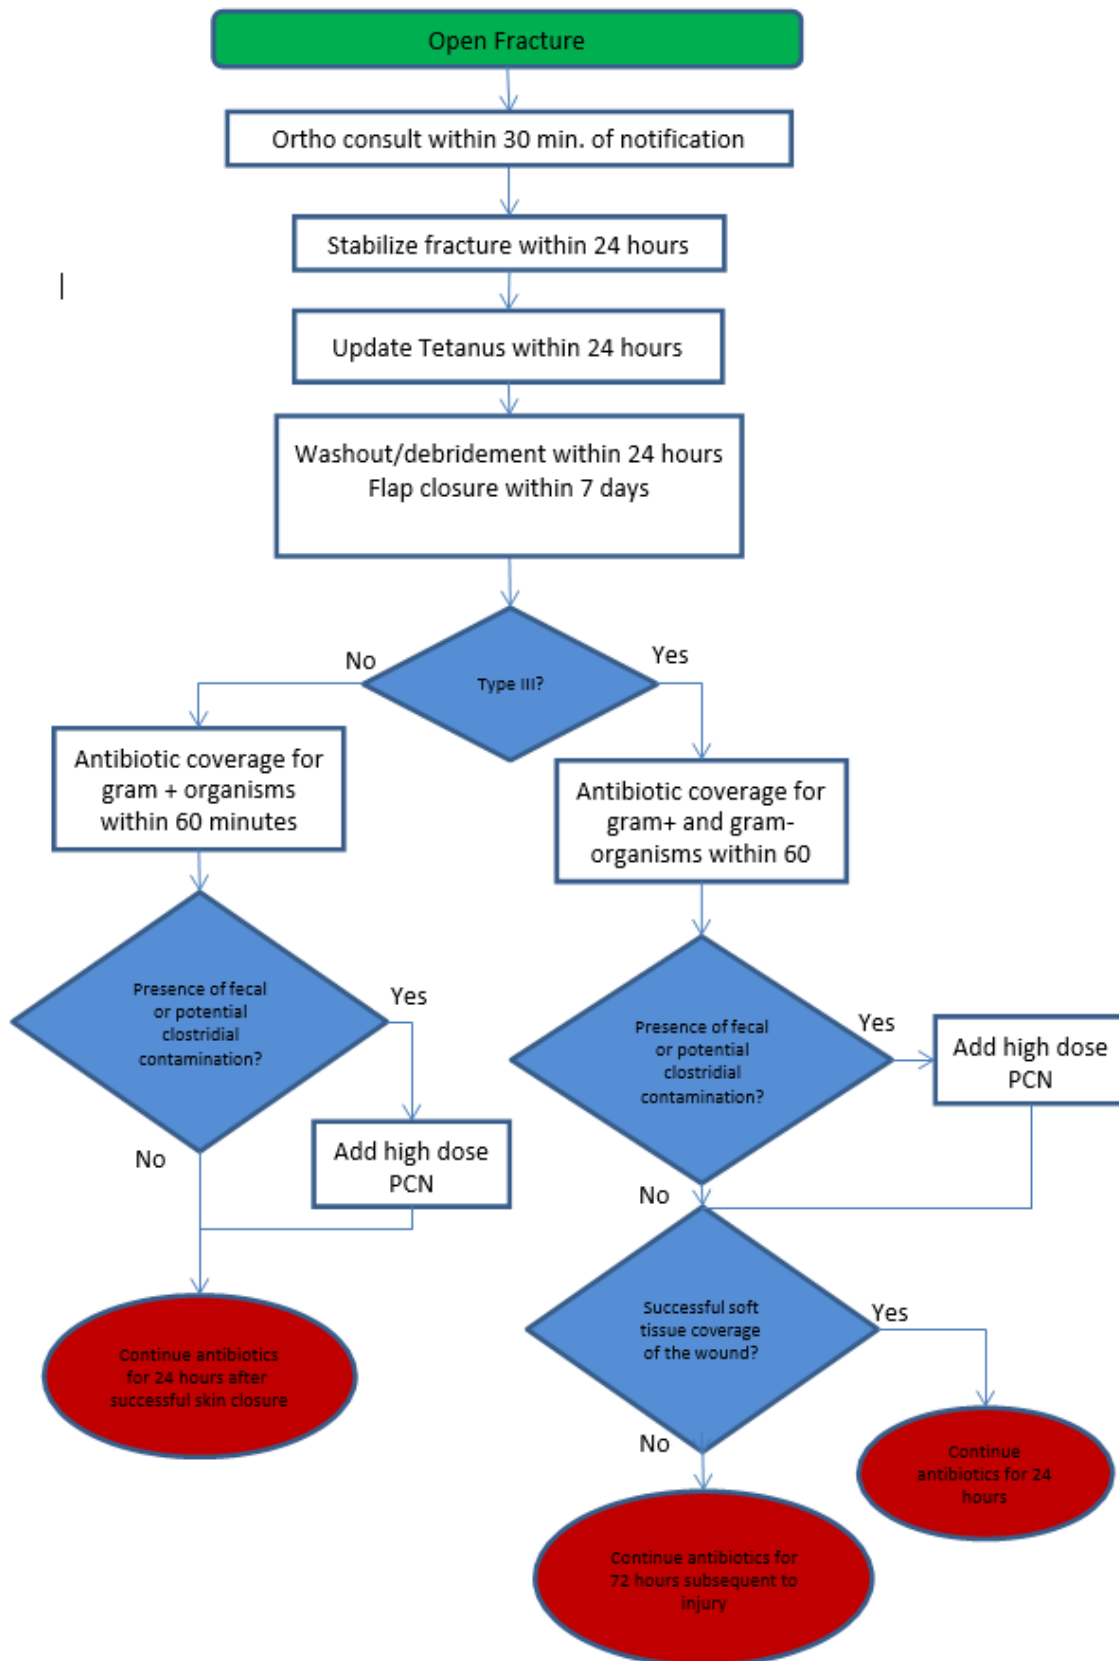 Open Fracture
Ortho consult within 30 min. of notification
Stabilize fracture within 24 hours
Update Tetanus within 24 hours
Washout/debridement within 24 hours
Flap closure within 7 days
Type III?
No
Yes
Antibiotic coverage for
gram + organisms
within 60 minutes
Antibiotic coverage for
gram+ and gram-
organisms within 60
Presence of fecal
or potential
clostridial
contamination?
Yes
No
Add high dose
PCN
Continue antibiotics
for 24 hours after
successful skin closure
Presence of fecal
or potential
clostridial
contamination?
Yes
Add high dose
PCN
No
Successful soft
tissue coverage
of the wound?
Yes
No
Continue
antibiotics for 24
hours
Continue antibiotics for
72 hours subsequent to
injury